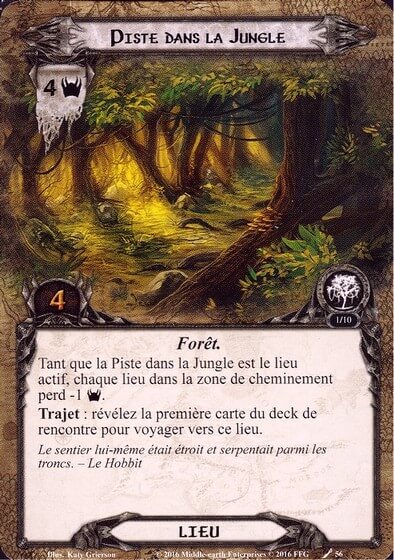 Piste dans la Jungle
4
4
1/10
Forêt.
Tant que la Piste dans la Jungle est le lieu
actif, chaque lieu dans la zone de cheminement
perd -1 .
Trajet : révélez la première carte du deck de
rencontre pour voyager vers ce lieu.
Le sentier lui-même était étroit et serpentait parmi les
troncs. – Le Hobbit
LIEU
Illus. Katy Grierson
© 2016 Middle-earth Enterprises © 2016 FFG
56